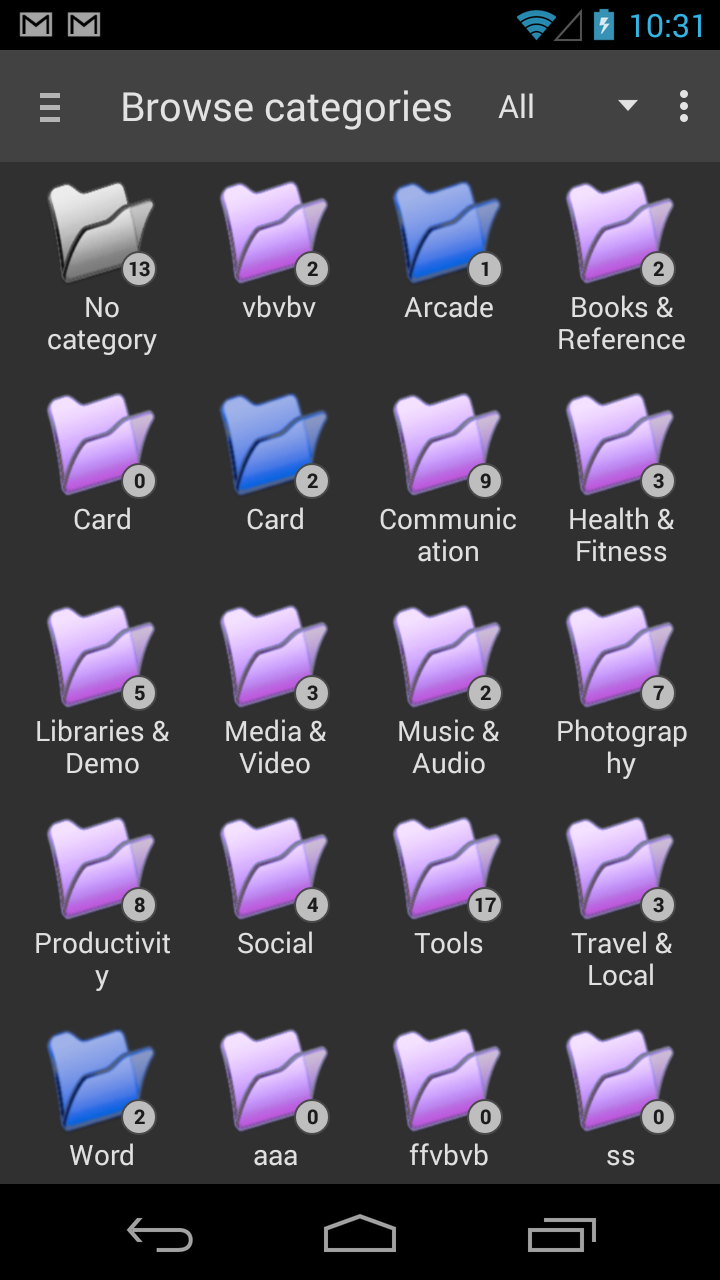 10:31
Browse categories All
13 2 1 2
No vbvbv Arcade Books &
category Reference
0 2 9 3
Card Card Communic Health &
ation Fitness
5 3 2 7
Libraries & Media & Music & Photograp
Demo Video Audio hy
8 4 17 3
Productivit Social Tools Travel &
y Local
2 0 0 0
Word aaa ffvbvb ss